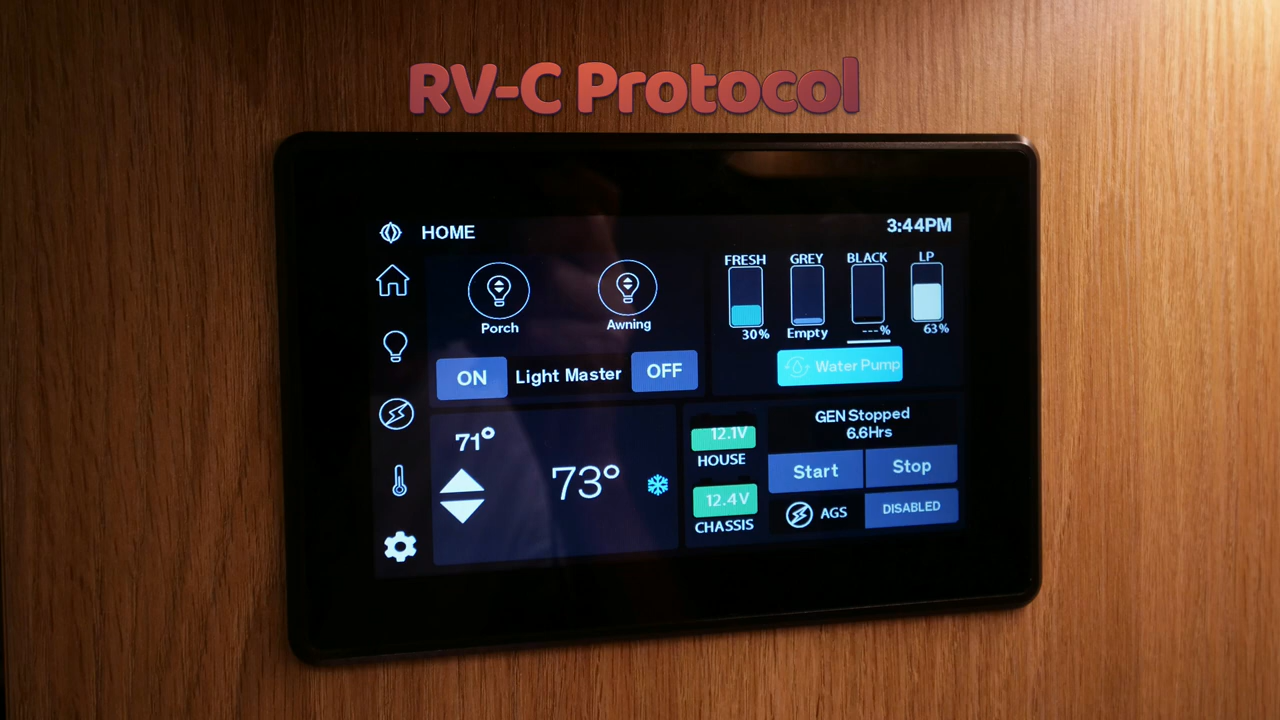 RV-C Protocol
HOME
3:44PM
Porch
Awning
ON
Light Master
OFF
FRESH
GREY
BLACK
LP
30%
Empty
---%
63%
Water Pump
71°
73°
12.1V
HOUSE
12.4V
CHASSIS
GEN Stopped
6.6Hrs
Start
Stop
AGS
DISABLED